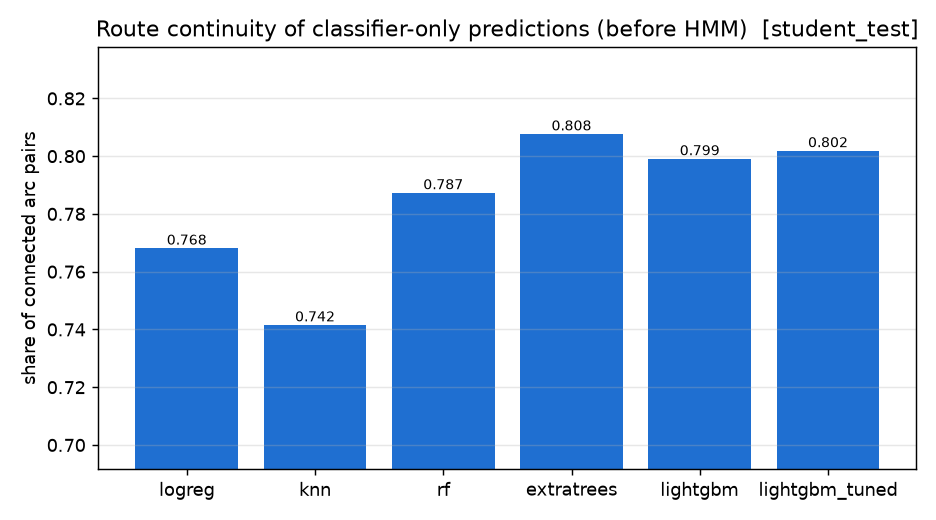 Route continuity of classifier-only predictions (before HMM)  [student_test]
share of connected arc pairs
0.82
0.80
0.78
0.76
0.74
0.72
0.70
0.768
0.742
0.787
0.808
0.799
0.802
logreg
knn
rf
extratrees
lightgbm
lightgbm_tuned